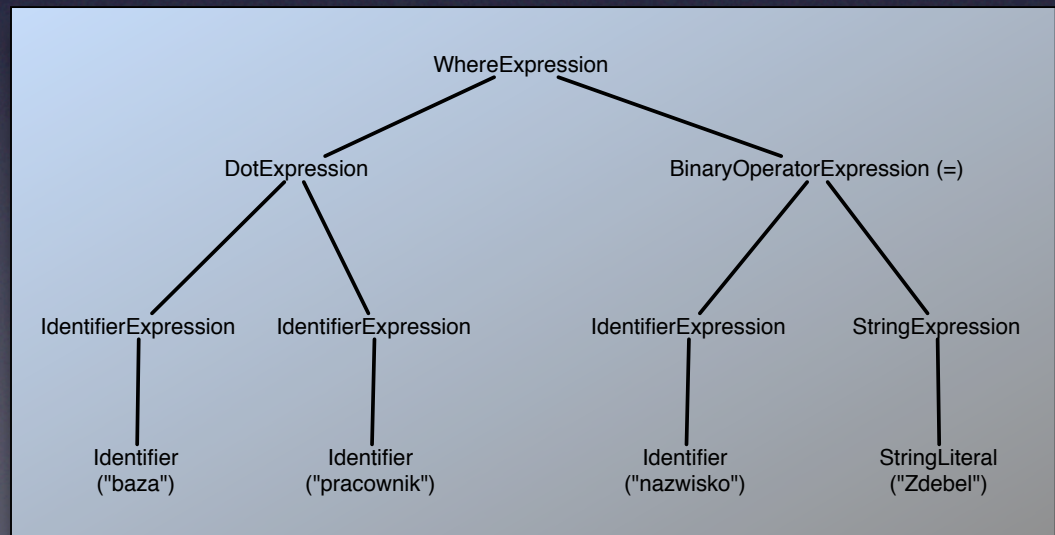 WhereExpression
DotExpression
BinaryOperatorExpression (=)
IdentifierExpression
IdentifierExpression
IdentifierExpression
StringExpression
Identifier
("baza")
Identifier
("pracownik")
Identifier
("nazwisko")
StringLiteral
("Zdebel")